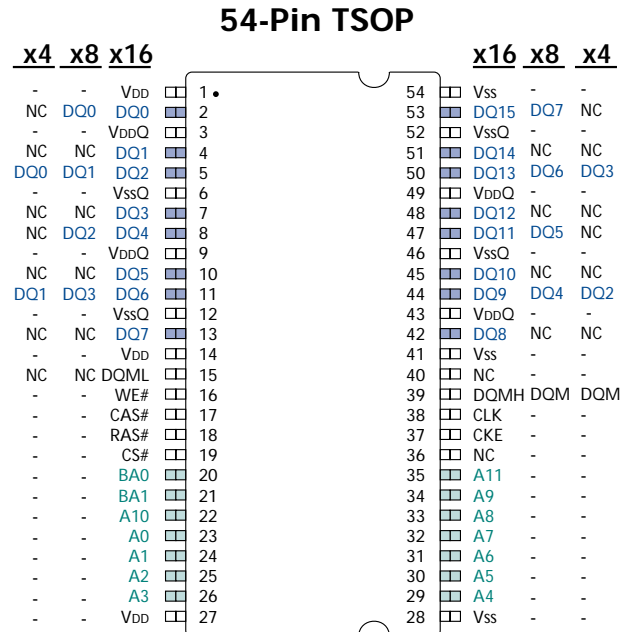 54-Pin TSOP
x4 x8 x16 x16 x8 x4
- - VDD 1 54 Vss - -
NC DQ0 DQ0 2 53 DQ15 DQ7 NC
- - VDDQ 3 52 VssQ - -
NC NC DQ1 4 51 DQ14 NC NC
DQ0 DQ1 DQ2 5 50 DQ13 DQ6 DQ3
- - VssQ 6 49 VDDQ - -
NC NC DQ3 7 48 DQ12 NC NC
NC DQ2 DQ4 8 47 DQ11 DQ5 NC
- - VDDQ 9 46 VssQ - -
NC NC DQ5 10 45 DQ10 NC NC
DQ1 DQ3 DQ6 11 44 DQ9 DQ4 DQ2
- - VssQ 12 43 VDDQ - -
NC NC DQ7 13 42 DQ8 NC NC
- - VDD 14 41 Vss - -
NC NC DQML 15 40 NC - -
- - WE# 16 39 DQMH DQM DQM
- - CAS# 17 38 CLK - -
- - RAS# 18 37 CKE - -
- - CS# 19 36 NC - -
- - BA0 20 35 A11 - -
- - BA1 21 34 A9 - -
- - A10 22 33 A8 - -
- - A0 23 32 A7 - -
- - A1 24 31 A6 - -
- - A2 25 30 A5 - -
- - A3 26 29 A4 - -
- - VDD 27 28 Vss - -